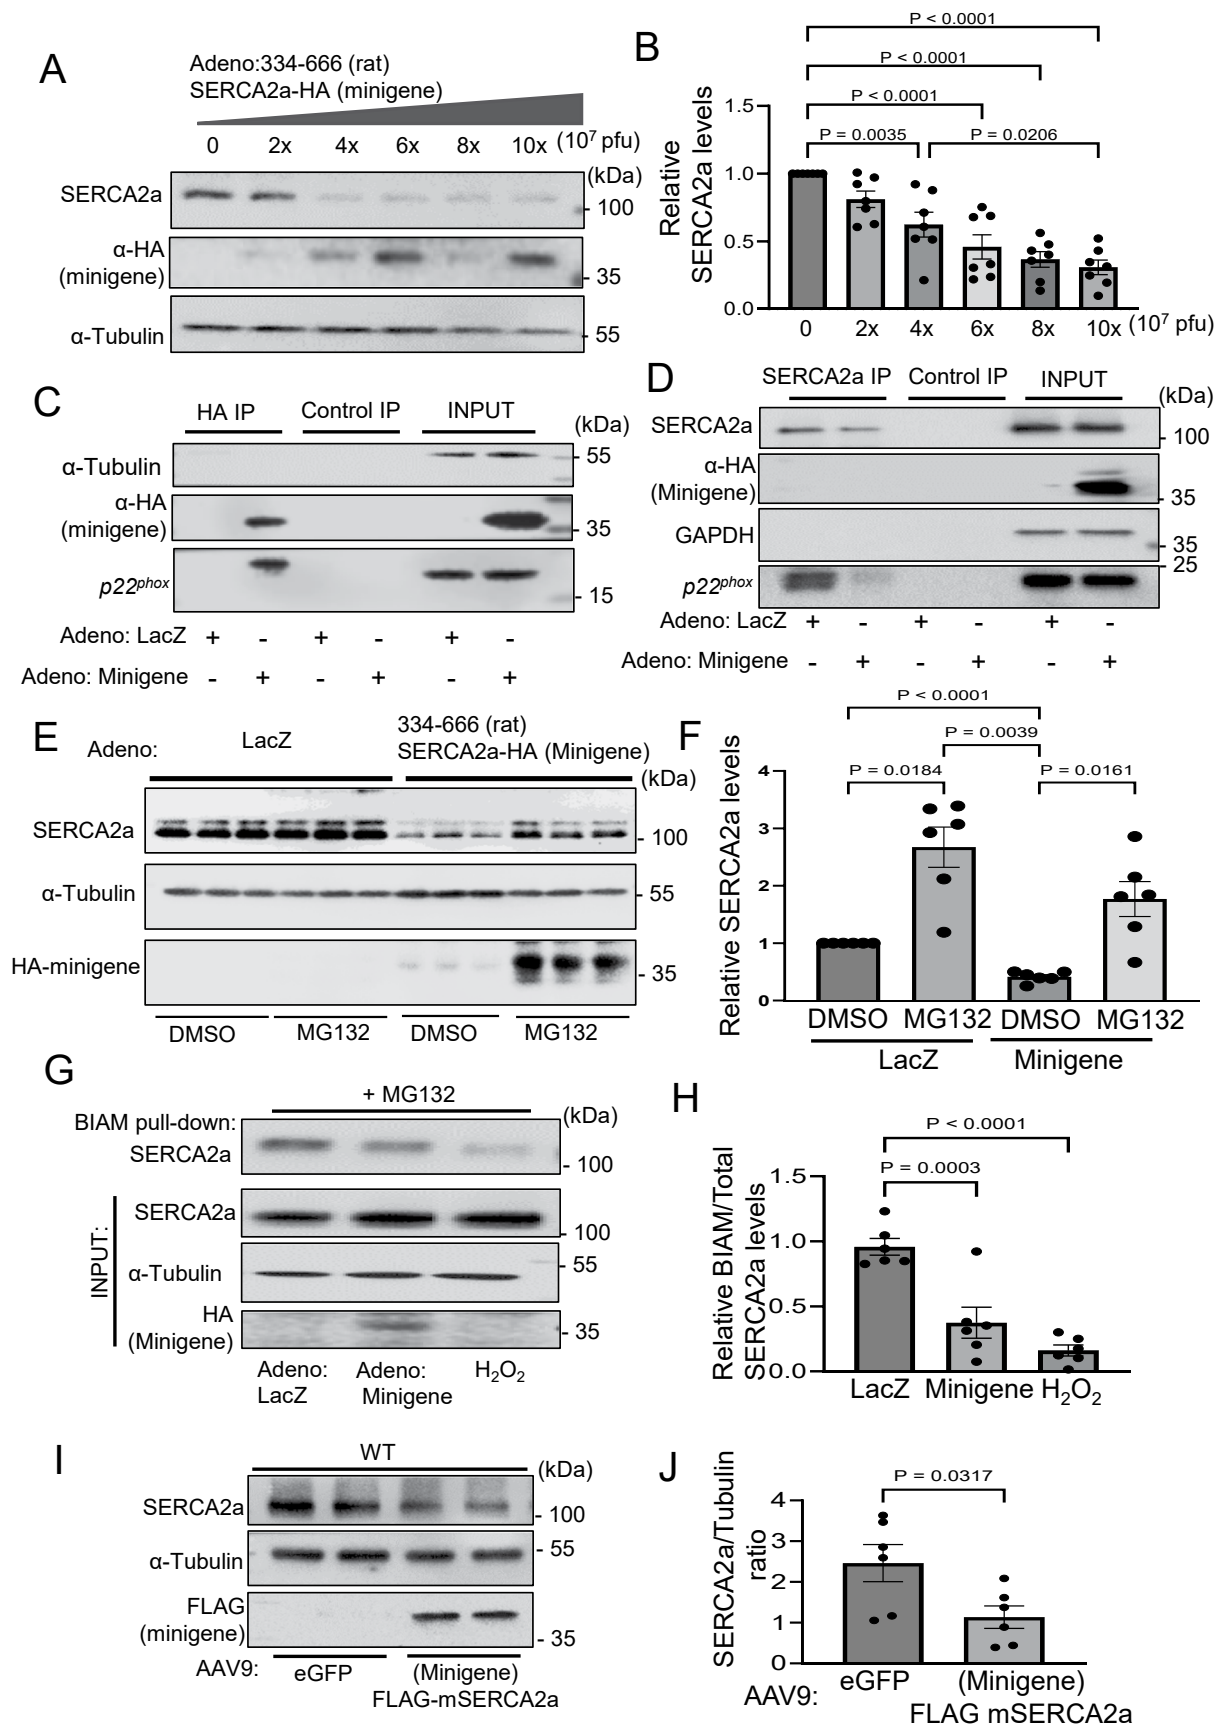 A
Adeno:334-666 (rat)
SERCA2a-HA (minigene)
0 2x 4x 6x 8x 10x (10⁷ pfu)
(kDa)
SERCA2a
- 100
α-HA
(minigene)
- 35
α-Tubulin
- 55
B
P < 0.0001
P < 0.0001
P < 0.0001
P = 0.0035 P = 0.0206
Relative
SERCA2a levels
1.5
1.0
0.5
0.0
0 2x 4x 6x 8x 10x (10⁷ pfu)
C
HA IP Control IP INPUT
(kDa)
α-Tubulin
- 55
α-HA
(minigene)
- 35
p22ᵖʰᵒˣ
- 15
Adeno: LacZ + - + - + -
Adeno: Minigene - + - + - +
D
SERCA2a IP Control IP INPUT
(kDa)
SERCA2a
- 100
α-HA
(Minigene)
- 35
GAPDH
- 35
- 25
p22ᵖʰᵒˣ
Adeno: LacZ + - + - + -
Adeno: Minigene - + - + - +
E
Adeno:
LacZ
334-666 (rat)
SERCA2a-HA (Minigene)
(kDa)
SERCA2a
- 100
α-Tubulin
- 55
HA-minigene
- 35
DMSO MG132 DMSO MG132
F
P < 0.0001
P = 0.0039
P = 0.0184 P = 0.0161
Relative SERCA2a levels
4
3
2
1
0
DMSO MG132 DMSO MG132
LacZ Minigene
G
+ MG132
(kDa)
BIAM pull-down:
SERCA2a
- 100
INPUT:
SERCA2a
- 100
α-Tubulin
- 55
HA
(Minigene)
- 35
Adeno:
LacZ
Adeno:
Minigene
H₂O₂
H
P < 0.0001
P = 0.0003
Relative BIAM/Total
SERCA2a levels
1.5
1.0
0.5
0.0
LacZ Minigene H₂O₂
I
WT
(kDa)
SERCA2a
- 100
α-Tubulin
- 55
FLAG
(minigene)
- 35
AAV9:
eGFP
(Minigene)
FLAG-mSERCA2a
J
P = 0.0317
SERCA2a/Tubulin
ratio
4
3
2
1
0
AAV9:
eGFP
(Minigene)
FLAG mSERCA2a